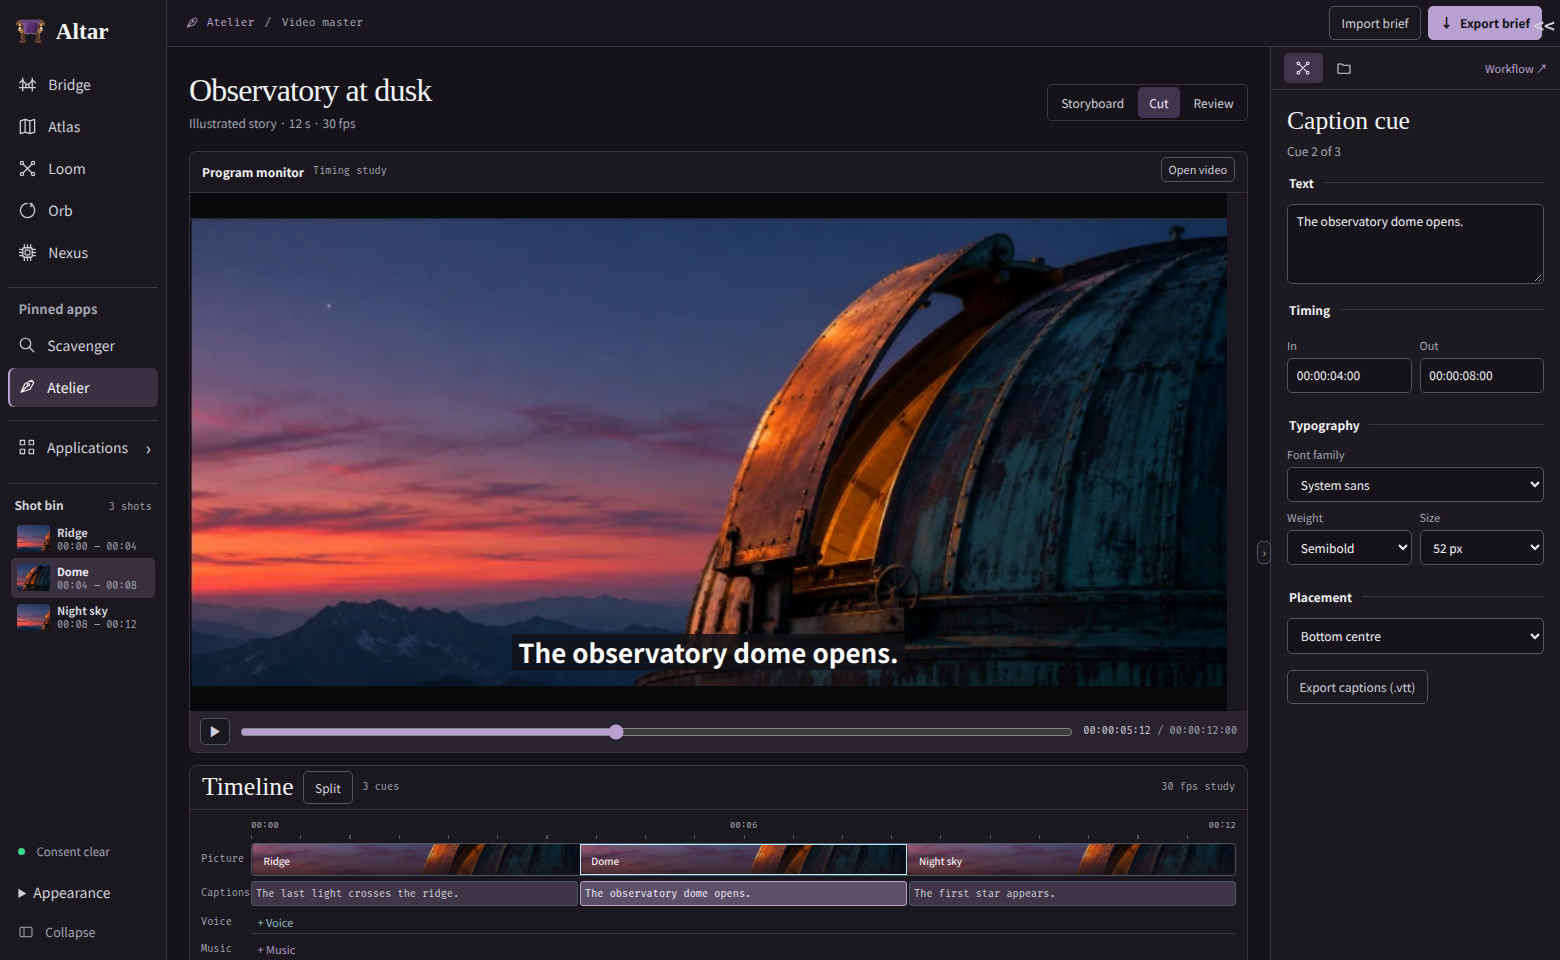 Altar
Bridge
Atlas
Loom
Orb
Nexus
Pinned apps
Scavenger
Atelier
Applications ›
Shot bin 3 shots
Ridge
00:00 — 00:04
Dome
00:04 — 00:08
Night sky
00:08 — 00:12
Consent clear
▶ Appearance
Collapse
Atelier / Video master
Import brief
↓ Export brief
<<
Observatory at dusk
Illustrated story · 12 s · 30 fps
Storyboard Cut Review
Program monitor Timing study
Open video
The observatory dome opens.
00:00:05:12 / 00:00:12:00
Timeline Split 3 cues
30 fps study
00:00 00:06 00:12
Picture Ridge Dome Night sky
Captions The last light crosses the ridge. The observatory dome opens. The first star appears.
Voice + Voice
Music + Music
Workflow ↗
Caption cue
Cue 2 of 3
Text
The observatory dome opens.
Timing
In Out
00:00:04:00 00:00:08:00
Typography
Font family
System sans
Weight Size
Semibold 52 px
Placement
Bottom centre
Export captions (.vtt)